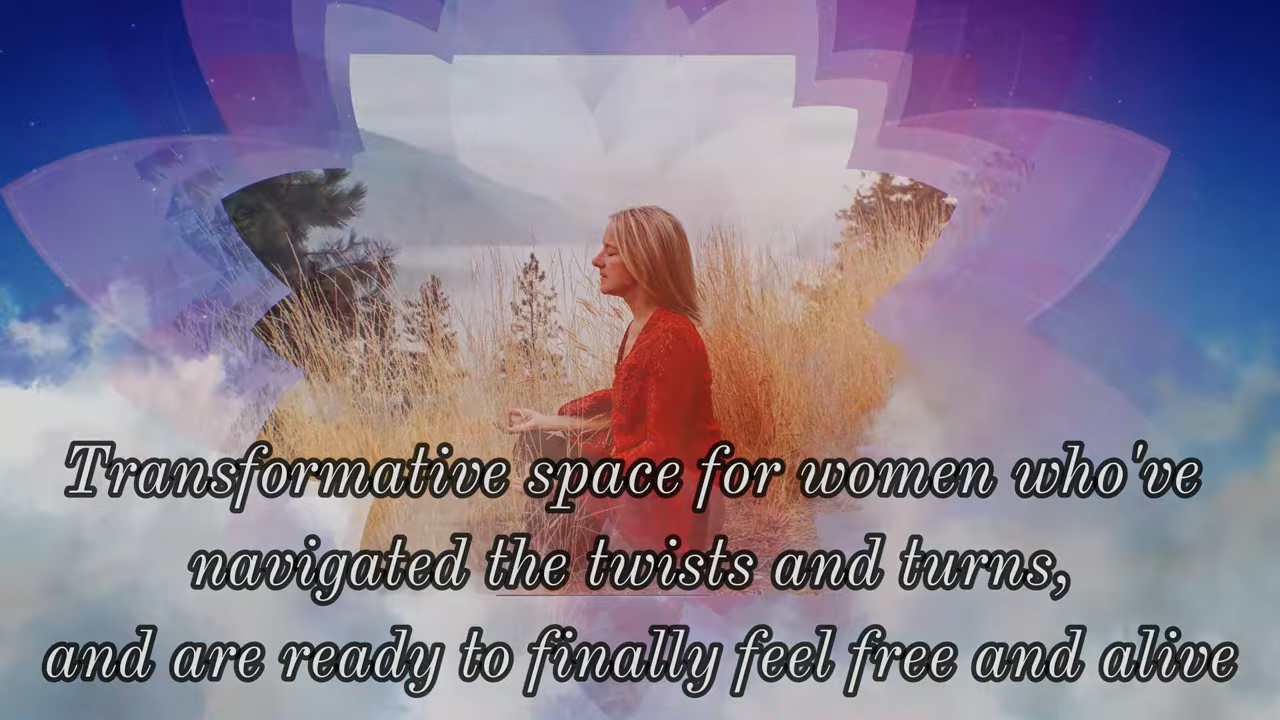 Transformative space for women who've
navigated the twists and turns,
and are ready to finally feel free and alive